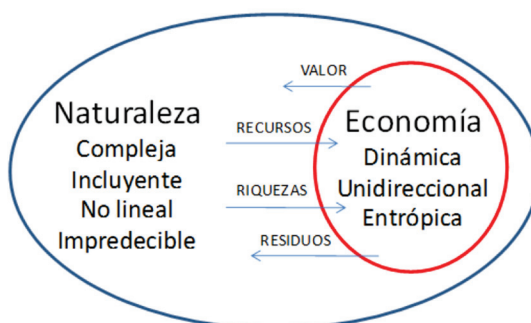 Naturaleza
Compleja
Incluyente
No lineal
Impredecible
VALOR
RECURSOS
RIQUEZAS
RESIDUOS
Economía
Dinámica
Unidireccional
Entrópica